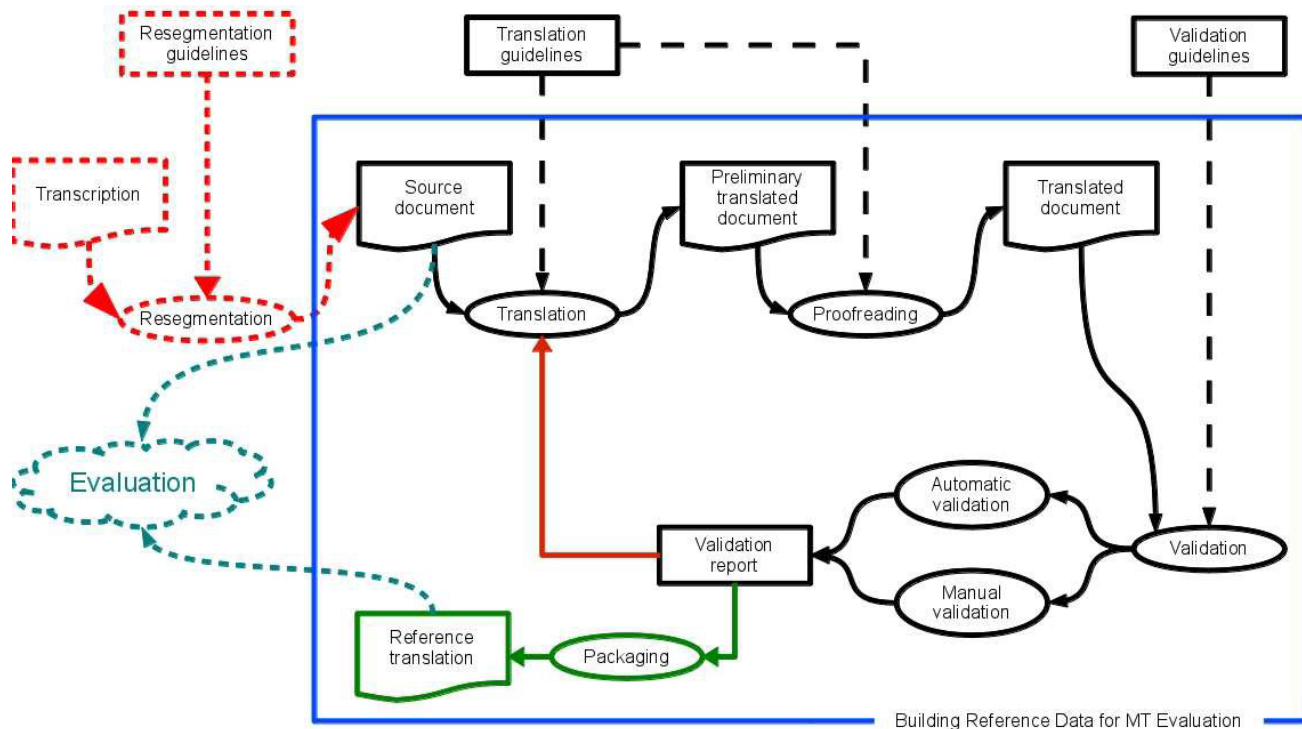 Resegmentation
guidelines
Translation
guidelines
Validation
guidelines
Transcription
Source
document
Preliminary
translated
document
Translated
document
Resegmentation
Translation
Proofreading
Evaluation
Automatic
validation
Validation
report
Validation
Manual
validation
Reference
translation
Packaging
Building Reference Data for MT Evaluation